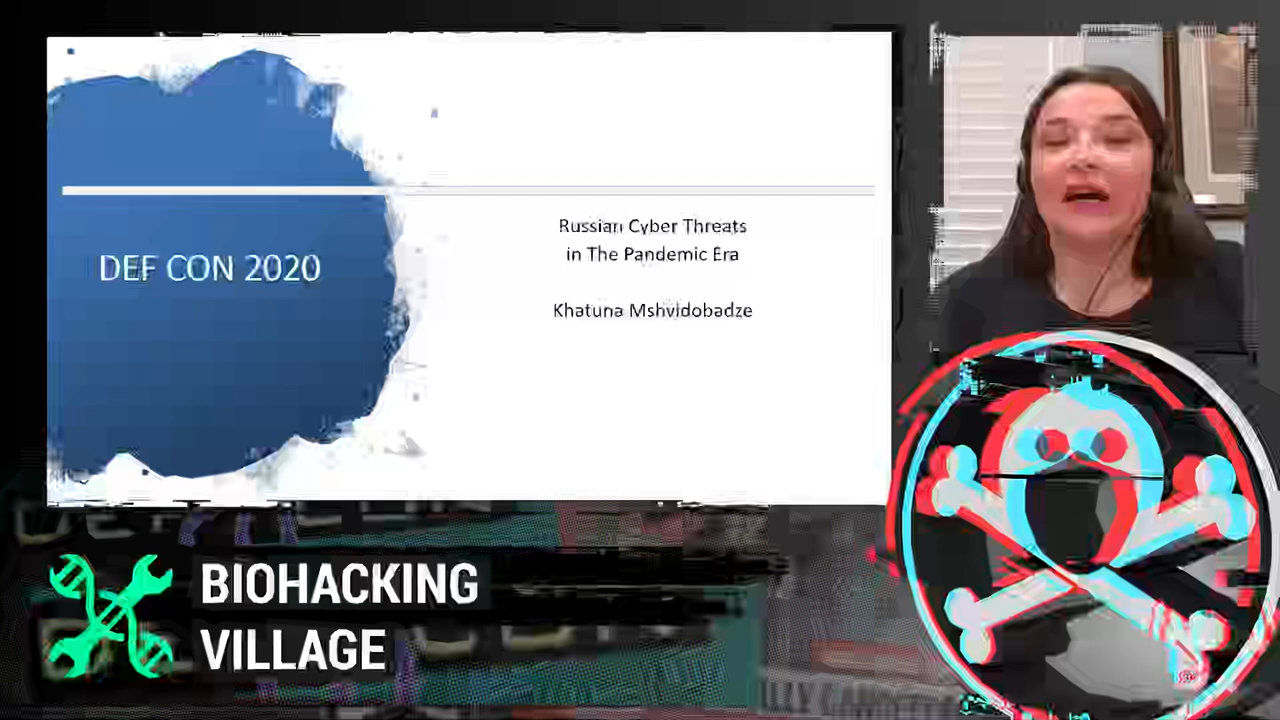 DEF CON 2020
Russian Cyber Threats
in The Pandemic Era
Khatuna Mshvidobadze
BIOHACKING
VILLAGE